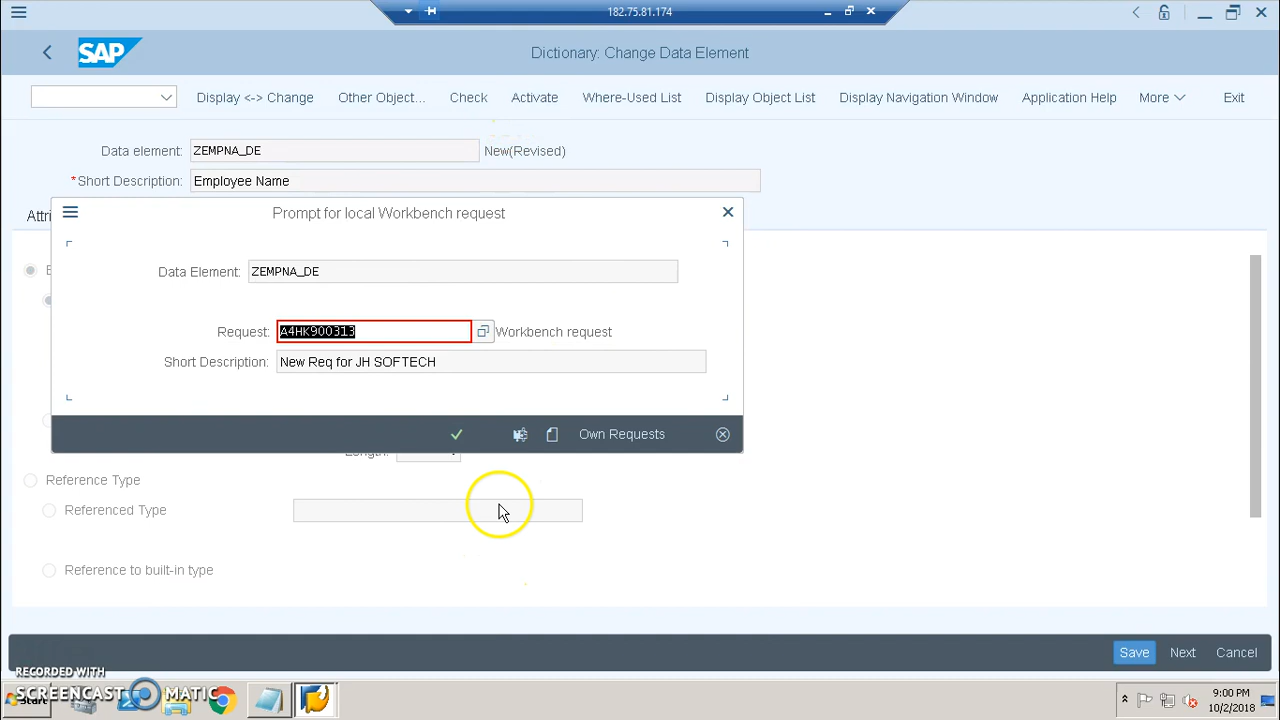 182.75.81.174
SAP
Dictionary: Change Data Element
Display <-> Change Other Object... Check Activate Where-Used List Display Object List Display Navigation Window Application Help More Exit
Data element: ZEMPNA_DE New(Revised)
*Short Description: Employee Name
Attri
Prompt for local Workbench request
Data Element: ZEMPNA_DE
Request: A4HK900313 Workbench request
Short Description: New Req for JH SOFTECH
Own Requests
Length:
Reference Type
Referenced Type
Reference to built-in type
Save Next Cancel
RECORDED WITH
SCREENCAST MATIC
Start
9:00 PM
10/2/2018